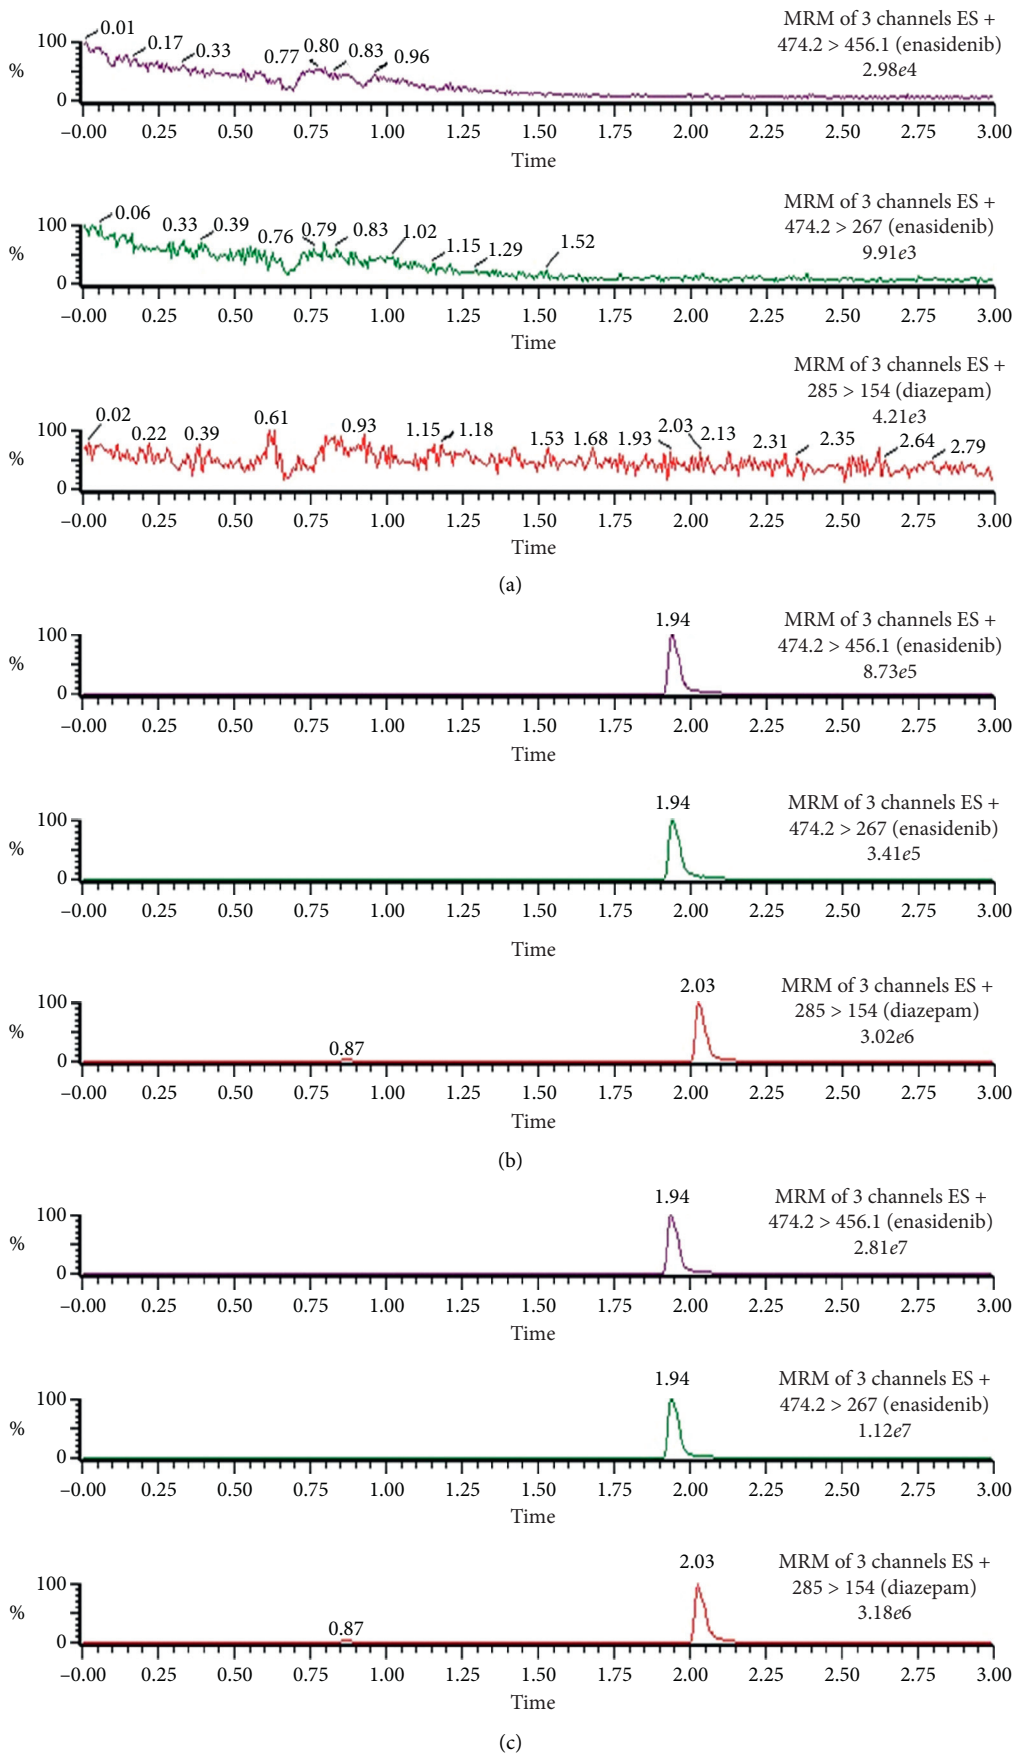 0.01
0.17
0.33
0.77
0.80
0.83
0.96
MRM of 3 channels ES +
474.2 > 456.1 (enasidenib)
2.98e4
100
%
0
–0.00 0.25 0.50 0.75 1.00 1.25 1.50 1.75 2.00 2.25 2.50 2.75 3.00
Time
0.06
0.33
0.39
0.76
0.79
0.83
1.02
1.15
1.29
1.52
MRM of 3 channels ES +
474.2 > 267 (enasidenib)
9.91e3
100
%
0
–0.00 0.25 0.50 0.75 1.00 1.25 1.50 1.75 2.00 2.25 2.50 2.75 3.00
Time
MRM of 3 channels ES +
285 > 154 (diazepam)
4.21e3
0.02
0.22
0.39
0.61
0.93
1.15
1.18
1.53
1.68
1.93
2.03
2.13
2.31
2.35
2.64
2.79
100
%
0
–0.00 0.25 0.50 0.75 1.00 1.25 1.50 1.75 2.00 2.25 2.50 2.75 3.00
Time
(a)
1.94
MRM of 3 channels ES +
474.2 > 456.1 (enasidenib)
8.73e5
100
%
0
–0.00 0.25 0.50 0.75 1.00 1.25 1.50 1.75 2.00 2.25 2.50 2.75 3.00
Time
1.94
MRM of 3 channels ES +
474.2 > 267 (enasidenib)
3.41e5
100
%
0
–0.00 0.25 0.50 0.75 1.00 1.25 1.50 1.75 2.00 2.25 2.50 2.75 3.00
Time
2.03
MRM of 3 channels ES +
285 > 154 (diazepam)
3.02e6
100
%
0
0.87
–0.00 0.25 0.50 0.75 1.00 1.25 1.50 1.75 2.00 2.25 2.50 2.75 3.00
Time
(b)
1.94
MRM of 3 channels ES +
474.2 > 456.1 (enasidenib)
2.81e7
100
%
0
–0.00 0.25 0.50 0.75 1.00 1.25 1.50 1.75 2.00 2.25 2.50 2.75 3.00
Time
1.94
MRM of 3 channels ES +
474.2 > 267 (enasidenib)
1.12e7
100
%
0
–0.00 0.25 0.50 0.75 1.00 1.25 1.50 1.75 2.00 2.25 2.50 2.75 3.00
Time
2.03
MRM of 3 channels ES +
285 > 154 (diazepam)
3.18e6
100
%
0
0.87
–0.00 0.25 0.50 0.75 1.00 1.25 1.50 1.75 2.00 2.25 2.50 2.75 3.00
Time
(c)